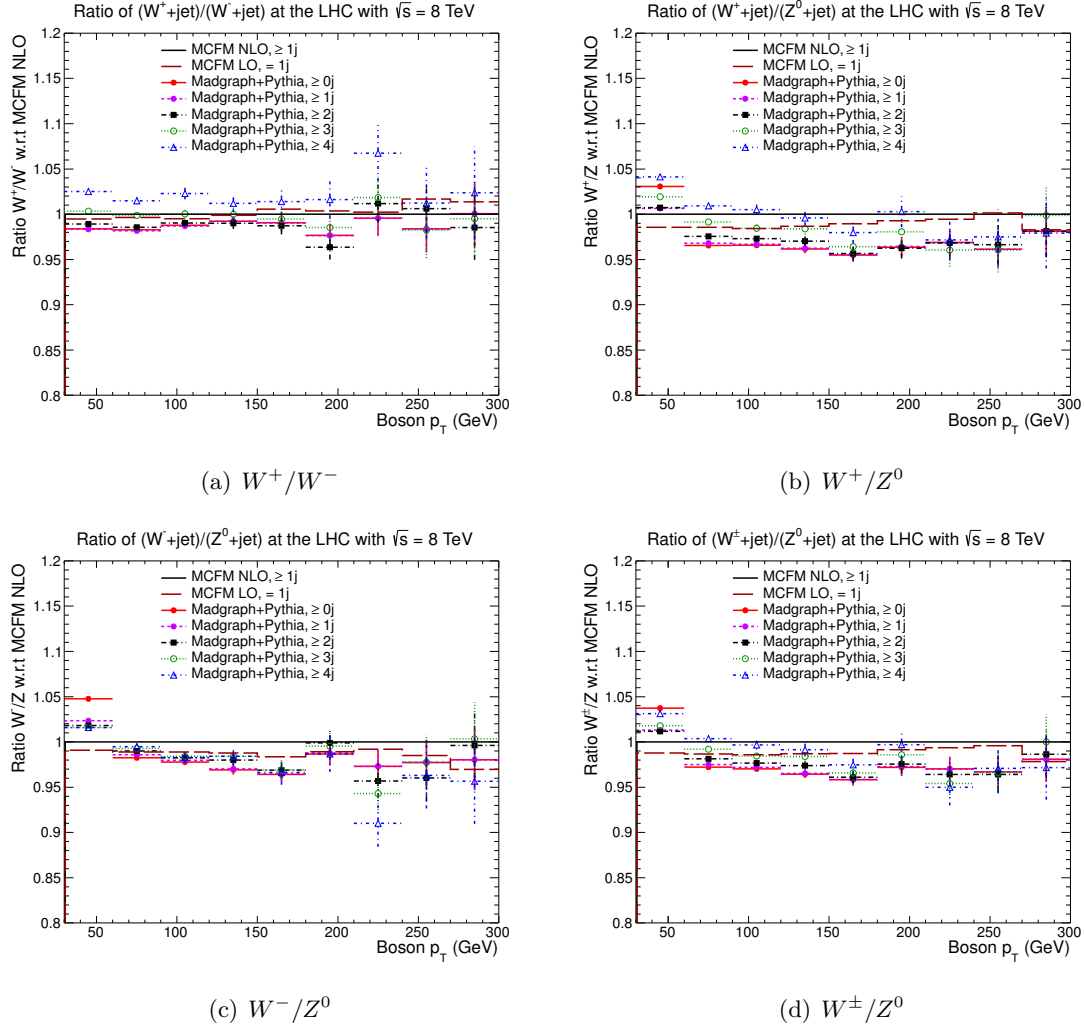 Ratio of (W⁺+jet)/(W⁻+jet) at the LHC with √s = 8 TeV
Ratio W⁺/W⁻ w.r.t MCFM NLO
1.2
1.15
1.1
1.05
1
0.95
0.9
0.85
0.8
MCFM NLO, ≥ 1j
MCFM LO, = 1j
Madgraph+Pythia, ≥ 0j
Madgraph+Pythia, ≥ 1j
Madgraph+Pythia, ≥ 2j
Madgraph+Pythia, ≥ 3j
Madgraph+Pythia, ≥ 4j
50 100 150 200 250 300
Boson p_T (GeV)
(a) W⁺/W⁻
Ratio of (W⁺+jet)/(Z⁰+jet) at the LHC with √s = 8 TeV
Ratio W⁺/Z w.r.t MCFM NLO
1.2
1.15
1.1
1.05
1
0.95
0.9
0.85
0.8
MCFM NLO, ≥ 1j
MCFM LO, = 1j
Madgraph+Pythia, ≥ 0j
Madgraph+Pythia, ≥ 1j
Madgraph+Pythia, ≥ 2j
Madgraph+Pythia, ≥ 3j
Madgraph+Pythia, ≥ 4j
50 100 150 200 250 300
Boson p_T (GeV)
(b) W⁺/Z⁰
Ratio of (W⁻+jet)/(Z⁰+jet) at the LHC with √s = 8 TeV
Ratio W⁻/Z w.r.t MCFM NLO
1.2
1.15
1.1
1.05
1
0.95
0.9
0.85
0.8
MCFM NLO, ≥ 1j
MCFM LO, = 1j
Madgraph+Pythia, ≥ 0j
Madgraph+Pythia, ≥ 1j
Madgraph+Pythia, ≥ 2j
Madgraph+Pythia, ≥ 3j
Madgraph+Pythia, ≥ 4j
50 100 150 200 250 300
Boson p_T (GeV)
(c) W⁻/Z⁰
Ratio of (W±+jet)/(Z⁰+jet) at the LHC with √s = 8 TeV
Ratio W±/Z w.r.t MCFM NLO
1.2
1.15
1.1
1.05
1
0.95
0.9
0.85
0.8
MCFM NLO, ≥ 1j
MCFM LO, = 1j
Madgraph+Pythia, ≥ 0j
Madgraph+Pythia, ≥ 1j
Madgraph+Pythia, ≥ 2j
Madgraph+Pythia, ≥ 3j
Madgraph+Pythia, ≥ 4j
50 100 150 200 250 300
Boson p_T (GeV)
(d) W±/Z⁰